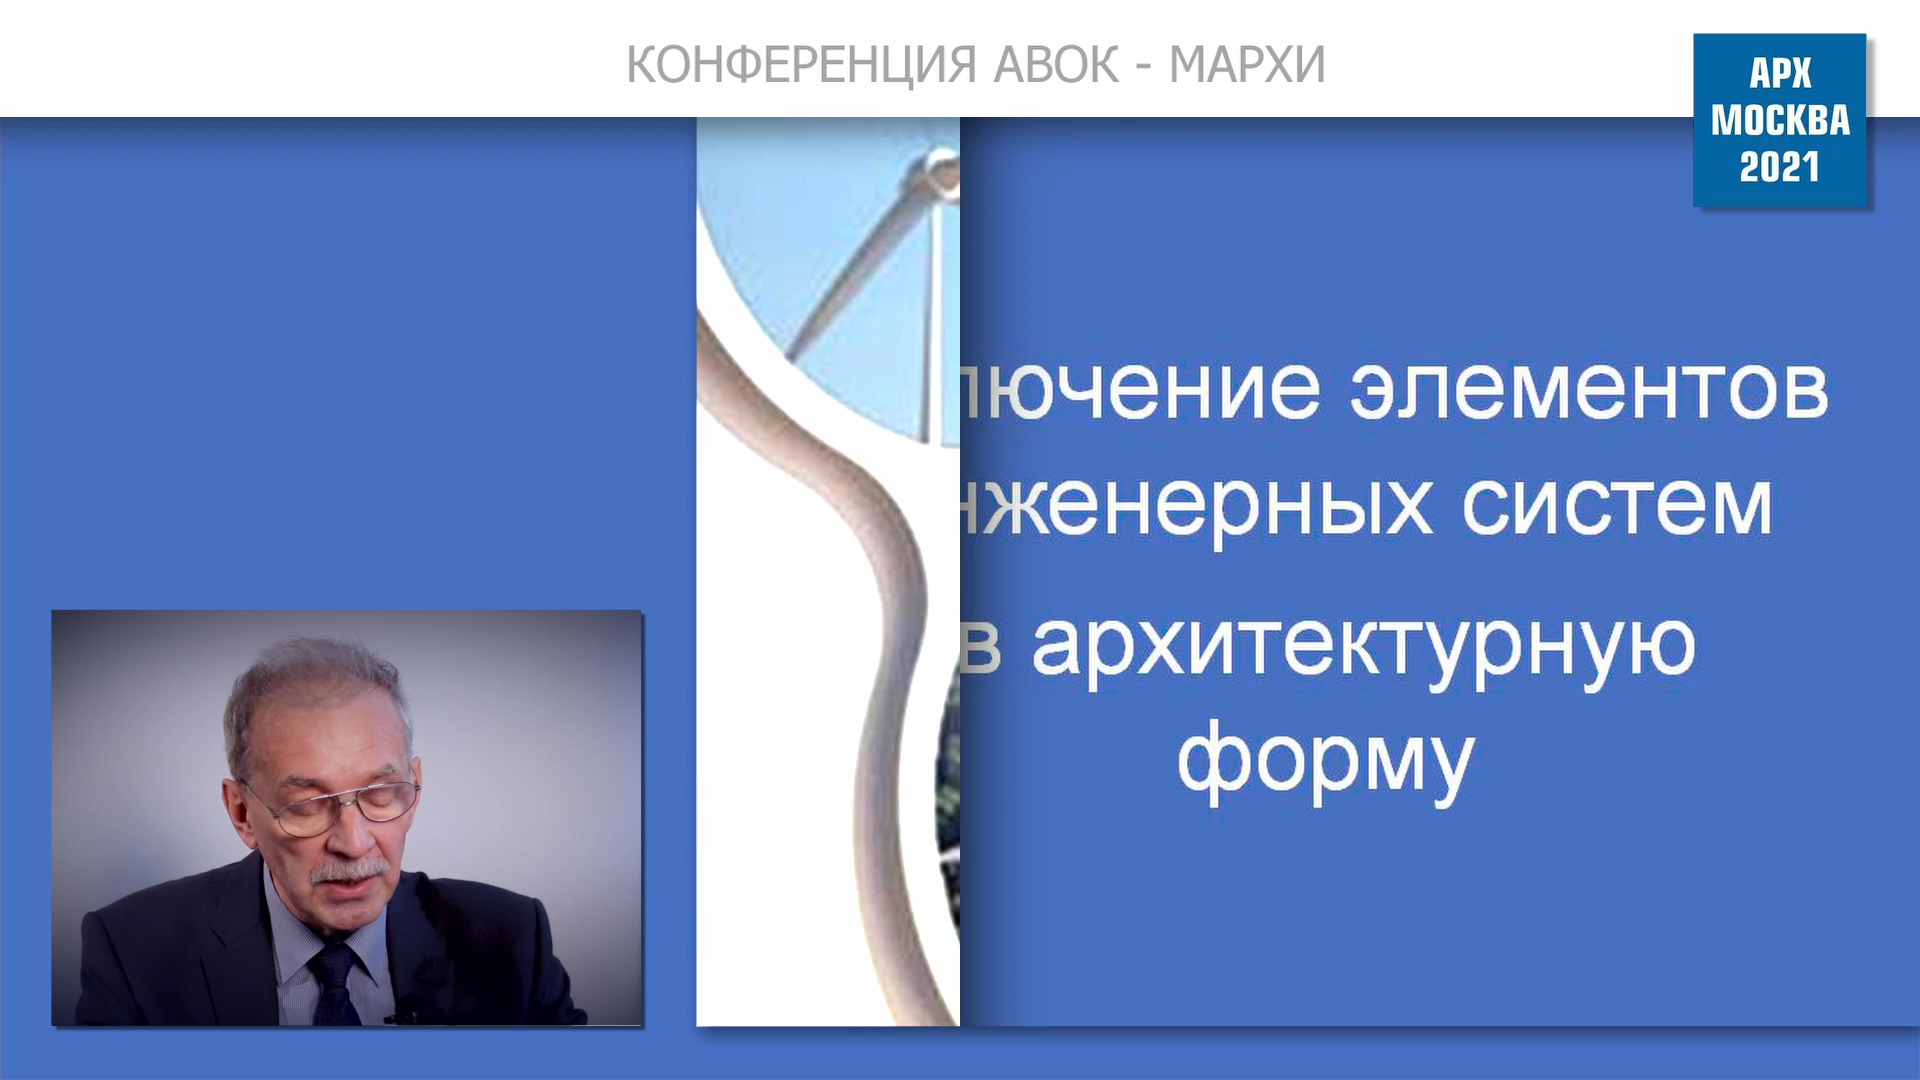 КОНФЕРЕНЦИЯ АВОК - МАРХИ
АРХ
МОСКВА
2021
лючение элементов
нженерных систем
в архитектурную
форму